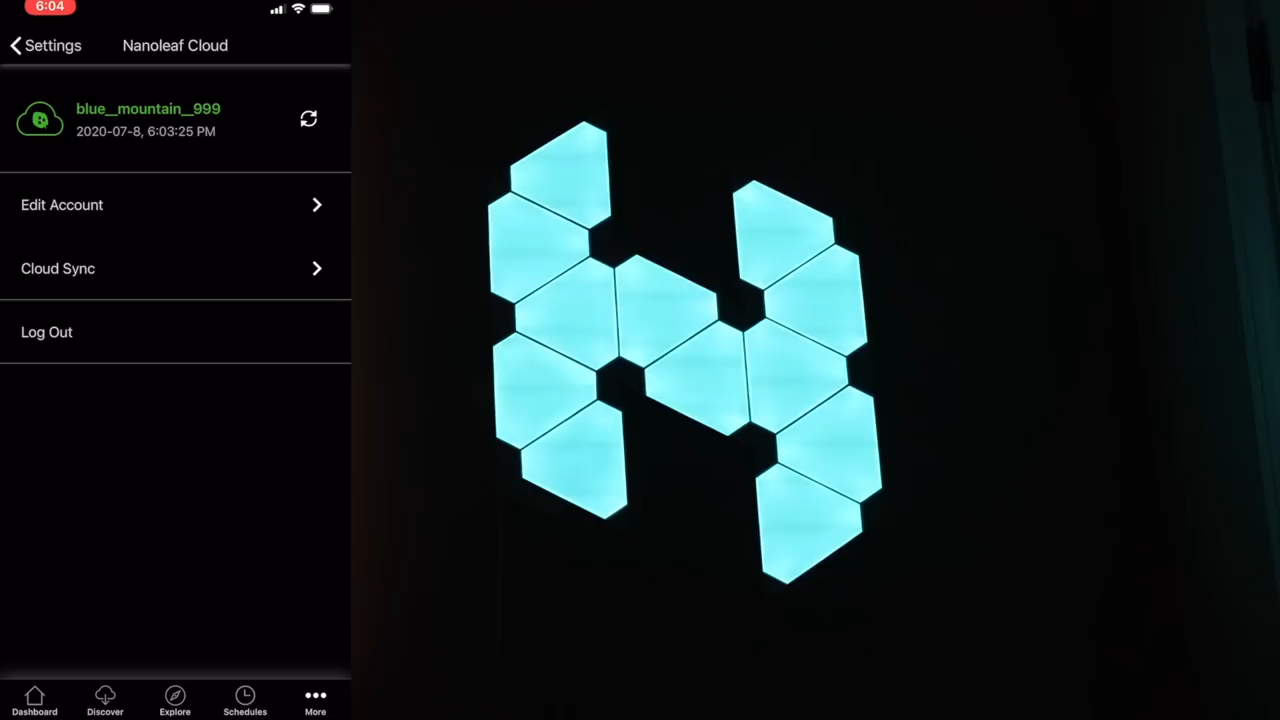 6:04
Settings
Nanoleaf Cloud
blue__mountain__999
2020-07-8, 6:03:25 PM
Edit Account
Cloud Sync
Log Out
Dashboard
Discover
Explore
Schedules
More